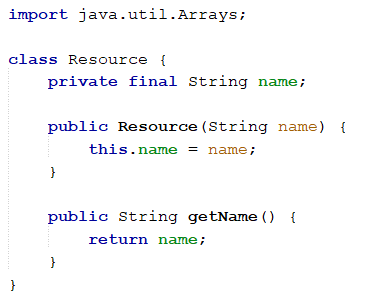 import java.util.Arrays;
class Resource {
private final String name;
public Resource(String name) {
this.name = name;
}
public String getName() {
return name;
}
}